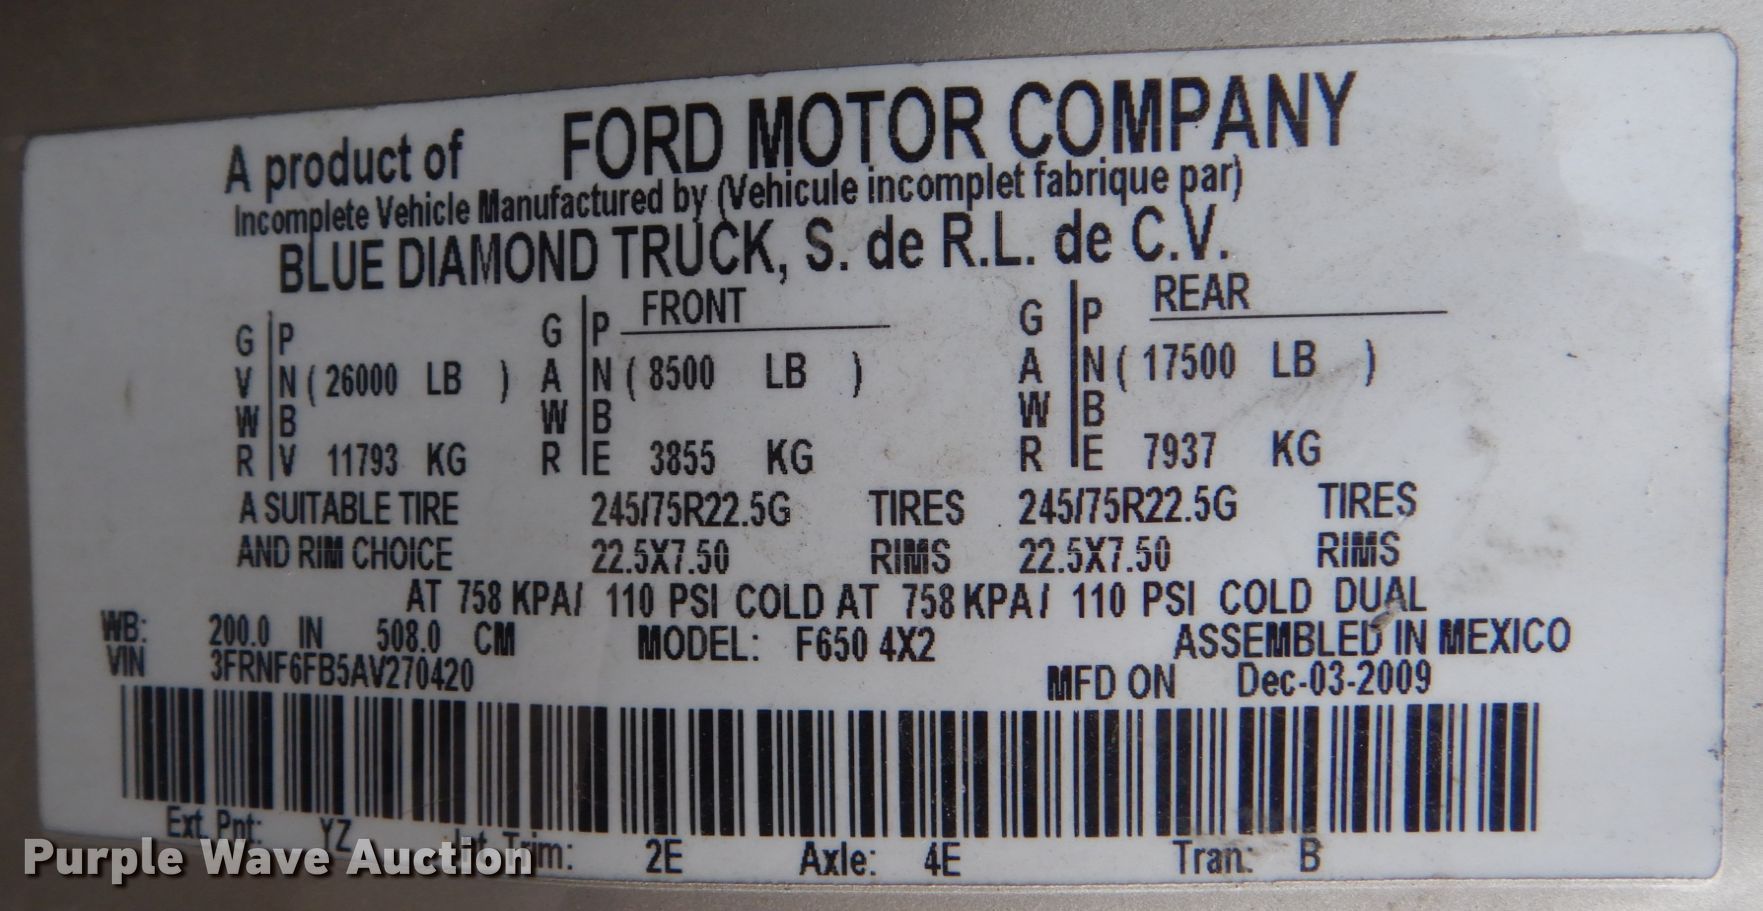 A product of FORD MOTOR COMPANY
Incomplete Vehicle Manufactured by (Vehicule incomplet fabrique par)
BLUE DIAMOND TRUCK, S. de R.L. de C.V.
G P G P FRONT G P REAR
V N ( 26000 LB ) A N ( 8500 LB ) A N ( 17500 LB )
W B W B W B
R V 11793 KG R E 3855 KG R E 7937 KG
A SUITABLE TIRE 245/75R22.5G TIRES 245/75R22.5G TIRES
AND RIM CHOICE 22.5X7.50 RIMS 22.5X7.50 RIMS
AT 758 KPA/ 110 PSI COLD AT 758 KPA/ 110 PSI COLD DUAL
WB: 200.0 IN 508.0 CM MODEL: F650 4X2 ASSEMBLED IN MEXICO
VIN 3FRNF6FB5AV270420 MFD ON Dec-03-2009
Ext. Pnt: YZ Int. Trim: 2E Axle: 4E Tran: B
Purple Wave Auction